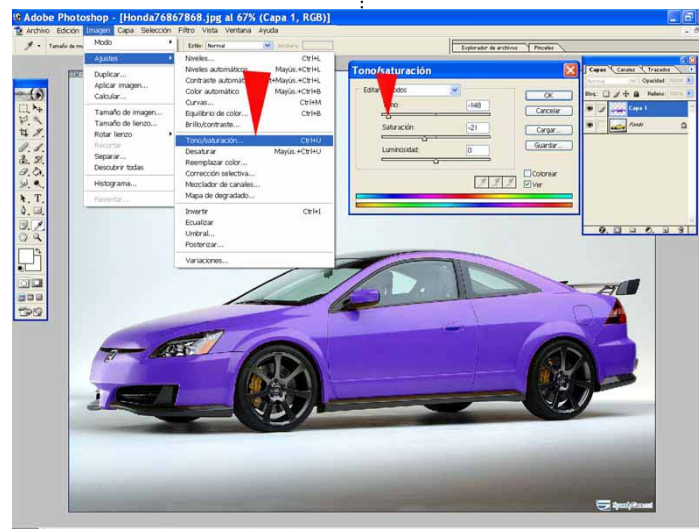 Adobe Photoshop - [Honda76867868.jpg al 67% (Capa 1, RGB)]
Archivo Edición Imagen Capa Selección Filtro Vista Ventana Ayuda
Estilo: Normal
Explorador de archivos Pinceles
Modo
Ajustes
Duplicar...
Aplicar imagen...
Calcular...
Tamaño de imagen...
Tamaño de lienzo...
Rotar lienzo
Recortar
Separar...
Descubrir todas
Histograma...
Reventar...
Niveles... Ctrl+L
Niveles automáticos Mayús.+Ctrl+L
Contraste
Color automático Mayús.+Ctrl+B
Curvas... Ctrl+M
Equilibrio de color... Ctrl+B
Brillo/contraste...
Tono/saturación... Ctrl+U
Desaturar Mayús.+Ctrl+U
Reemplazar color...
Corrección selectiva...
Mezclador de canales...
Mapa de degradado...
Invertir Ctrl+I
Ecualizar
Umbral...
Posterizar...
Variaciones...
Tono/saturación
-148
Saturación: -21
Luminosidad: 0
OK
Cancelar
Cargar...
Guardar...
Colorear
Ver
Capas Canales Trazados
Normal Opacidad: 100%
Bloq.: Relleno: 100%
Capa 1
Fondo